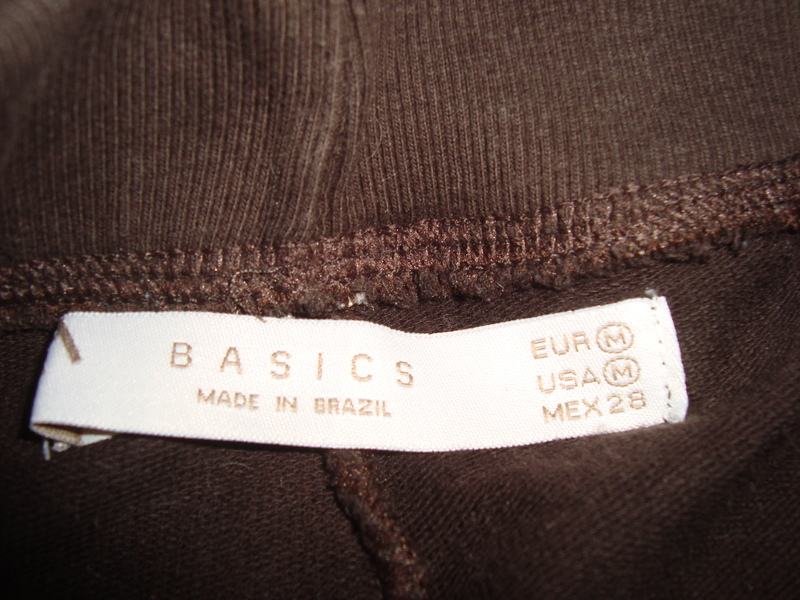 BASICS
MADE IN BRAZIL
EUR M
USA M
MEX 28